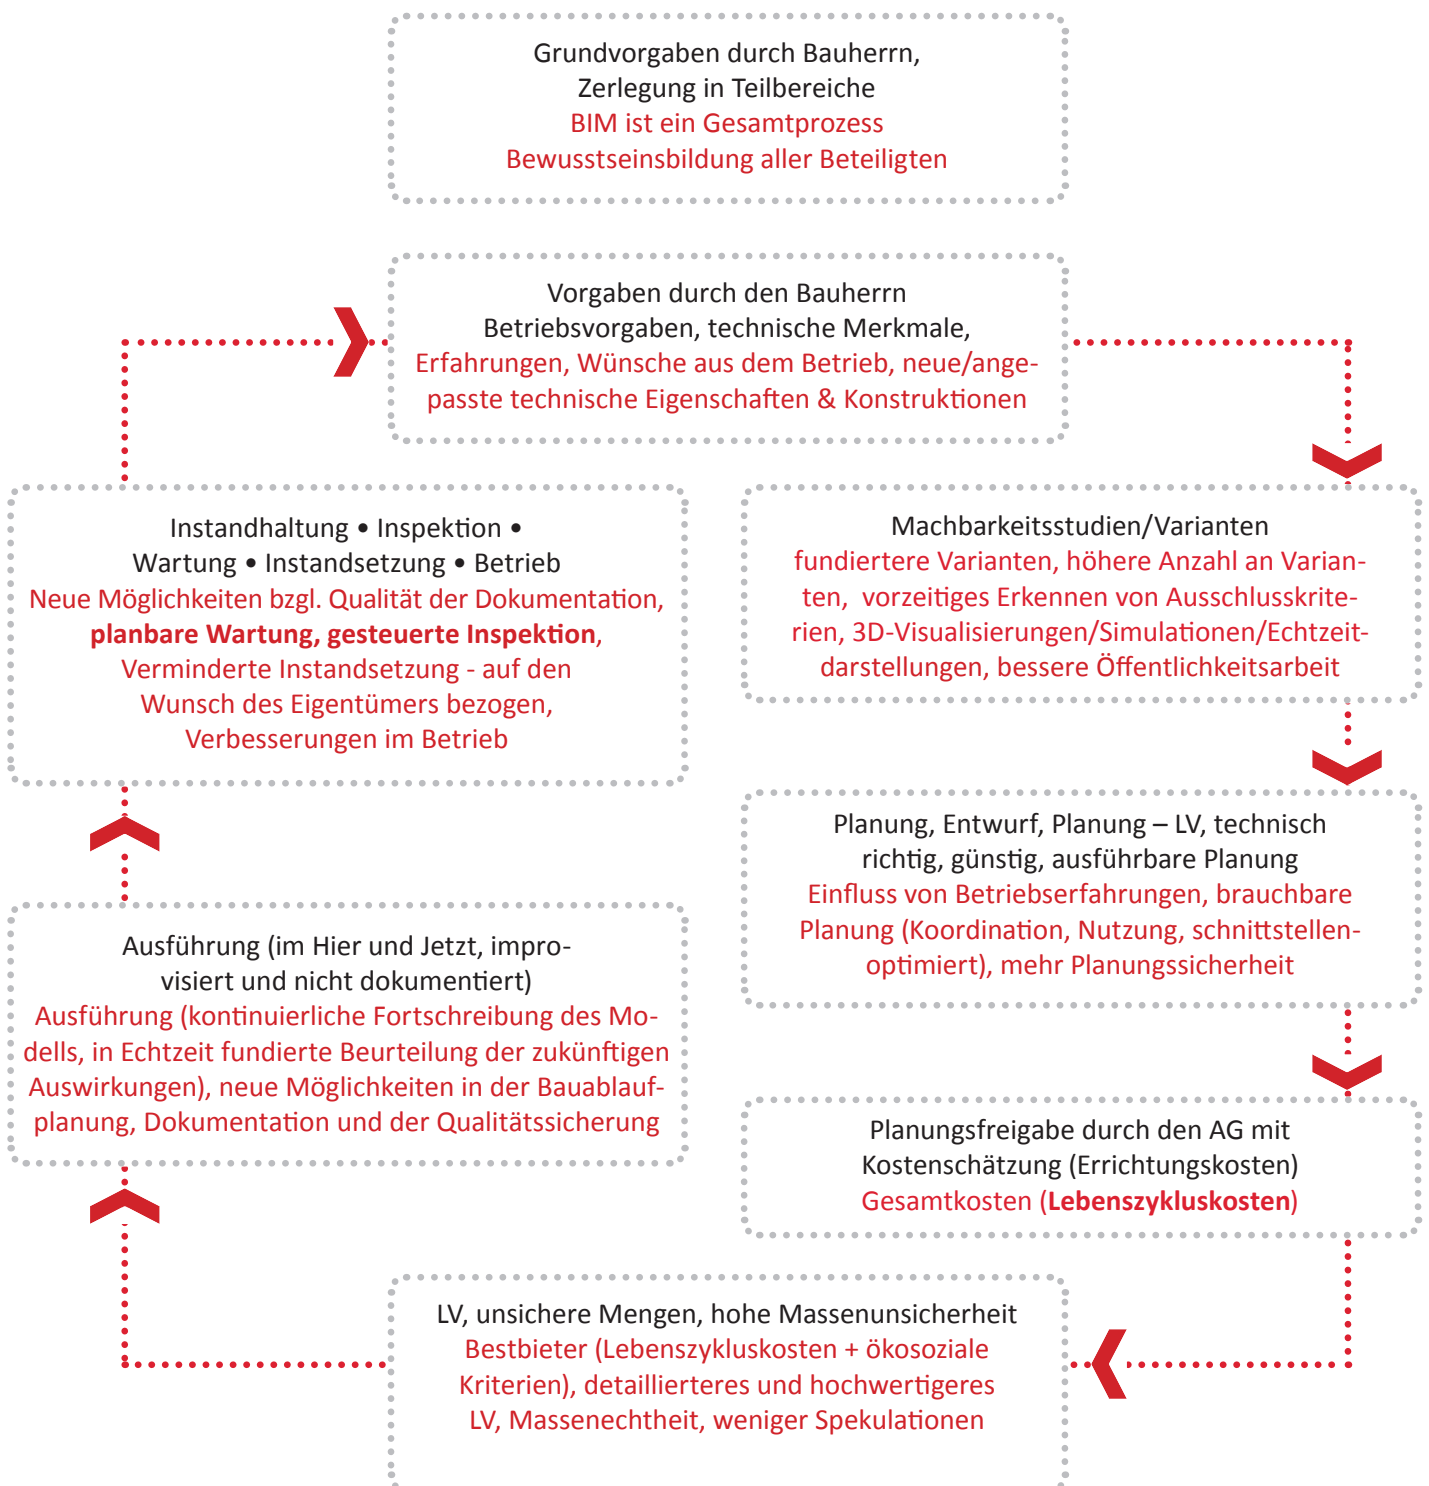 Grundvorgaben durch Bauherrn,
Zerlegung in Teilbereiche
BIM ist ein Gesamtprozess
Bewusstseinsbildung aller Beteiligten
Vorgaben durch den Bauherrn
Betriebsvorgaben, technische Merkmale,
Erfahrungen, Wünsche aus dem Betrieb, neue/ange-
passte technische Eigenschaften & Konstruktionen
Machbarkeitsstudien/Varianten
fundiertere Varianten, höhere Anzahl an Varian-
ten, vorzeitiges Erkennen von Ausschlusskrite-
rien, 3D-Visualisierungen/Simulationen/Echtzeit-
darstellungen, bessere Öffentlichkeitsarbeit
Planung, Entwurf, Planung – LV, technisch
richtig, günstig, ausführbare Planung
Einfluss von Betriebserfahrungen, brauchbare
Planung (Koordination, Nutzung, schnittstellen-
optimiert), mehr Planungssicherheit
Planungsfreigabe durch den AG mit
Kostenschätzung (Errichtungskosten)
Gesamtkosten (Lebenszykluskosten)
LV, unsichere Mengen, hohe Massenunsicherheit
Bestbieter (Lebenszykluskosten + ökosoziale
Kriterien), detaillierteres und hochwertigeres
LV, Massenechtheit, weniger Spekulationen
Ausführung (im Hier und Jetzt, impro-
visiert und nicht dokumentiert)
Ausführung (kontinuierliche Fortschreibung des Mo-
dells, in Echtzeit fundierte Beurteilung der zukünftigen
Auswirkungen), neue Möglichkeiten in der Bauablauf-
planung, Dokumentation und der Qualitätssicherung
Instandhaltung • Inspektion •
Wartung • Instandsetzung • Betrieb
Neue Möglichkeiten bzgl. Qualität der Dokumentation,
planbare Wartung, gesteuerte Inspektion,
Verminderte Instandsetzung - auf den
Wunsch des Eigentümers bezogen,
Verbesserungen im Betrieb